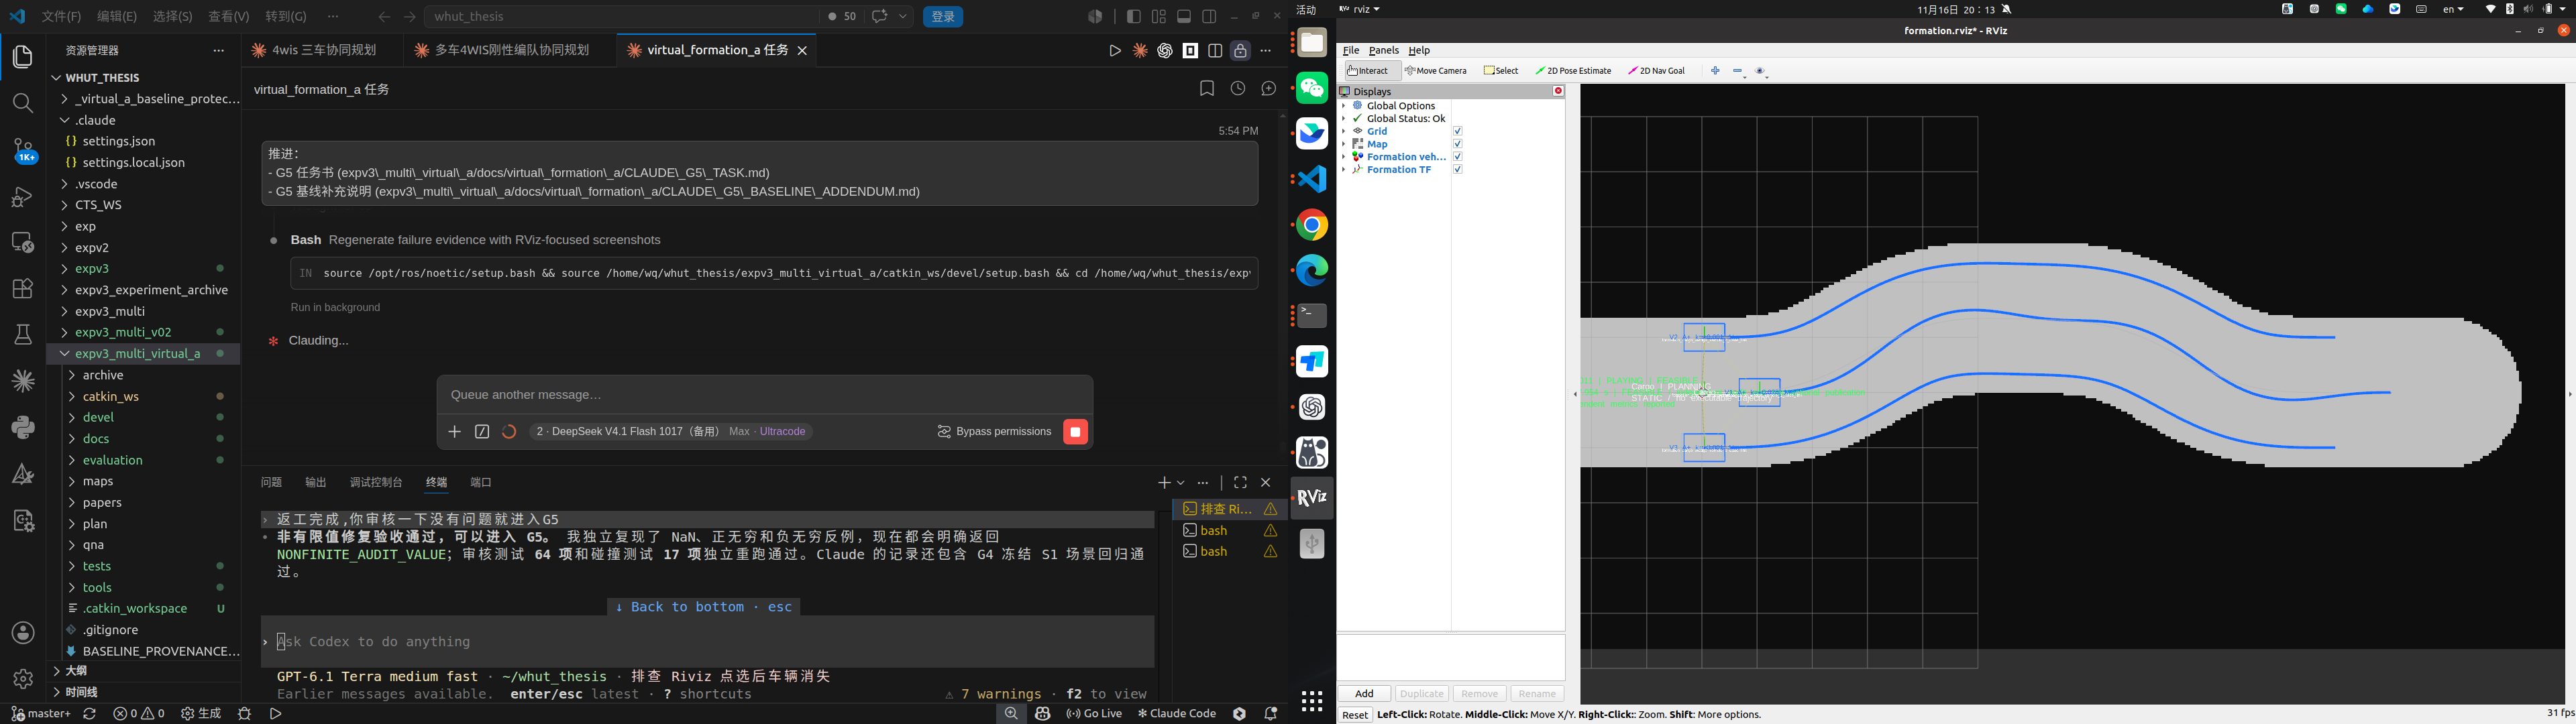 文件(F) 编辑(E) 选择(S) 查看(V) 转到(G) ··· whut_thesis 50 登录
活动 rviz 11月16日 20：13 en
formation.rviz* - RViz
资源管理器
WHUT_THESIS
_virtual_a_baseline_protec...
.claude
settings.json
settings.local.json
.vscode
CTS_WS
exp
expv2
expv3
expv3_experiment_archive
expv3_multi
expv3_multi_v02
expv3_multi_virtual_a
archive
catkin_ws
devel
docs
evaluation
maps
papers
plan
qna
tests
tools
.catkin_workspace U
.gitignore
BASELINE_PROVENANCE...
大纲
时间线
1K+
4wis 三车协同规划
多车4WIS刚性编队协同规划
virtual_formation_a 任务
virtual_formation_a 任务
5:54 PM
推进：
- G5 任务书 (expv3\_multi\_virtual\_a/docs/virtual\_formation\_a/CLAUDE\_G5\_TASK.md)
- G5 基线补充说明 (expv3\_multi\_virtual\_a/docs/virtual\_formation\_a/CLAUDE\_G5\_BASELINE\_ADDENDUM.md)
Bash Regenerate failure evidence with RViz-focused screenshots
IN source /opt/ros/noetic/setup.bash && source /home/wq/whut_thesis/expv3_multi_virtual_a/catkin_ws/devel/setup.bash && cd /home/wq/whut_thesis/exp
Run in background
Clauding...
Queue another message…
2 · DeepSeek V4.1 Flash 1017（备用） Max · Ultracode Bypass permissions
问题 输出 调试控制台 终端 端口
› 返工完成,你审核一下没有问题就进入G5
• 非有限值修复验收通过，可以进入 G5。 我独立复现了 NaN、正无穷和负无穷反例，现在都会明确返回
NONFINITE_AUDIT_VALUE；审核测试 64 项和碰撞测试 17 项独立重跑通过。Claude 的记录还包含 G4 冻结 S1 场景回归通
过。
↓ Back to bottom · esc
› Ask Codex to do anything
GPT-6.1 Terra medium fast · ~/whut_thesis · 排查 Riviz 点选后车辆消失
Earlier messages available. enter/esc latest · ? shortcuts ⚠ 7 warnings · f2 to view
排查 Ri...
bash
bash
master+ 0 0 生成 Go Live Claude Code
File Panels Help
Interact Move Camera Select 2D Pose Estimate 2D Nav Goal
Displays
Global Options
Global Status: Ok
Grid
Map
Formation veh...
Formation TF
Cargo | PLANNING
Add Duplicate Remove Rename
Reset Left-Click: Rotate. Middle-Click: Move X/Y. Right-Click:: Zoom. Shift: More options. 31 fps
RViz